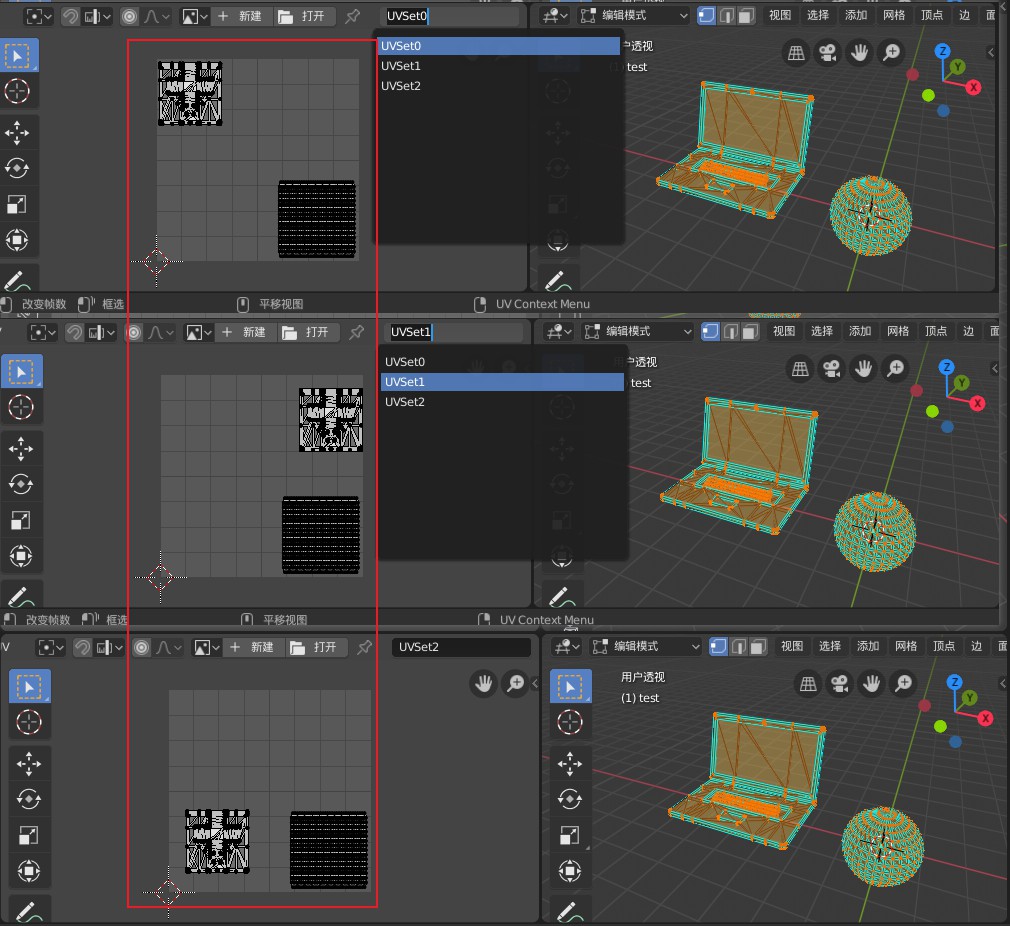 新建 打开 UVSet0 编辑模式 视图 选择 添加 网格 顶点 边 面
UVSet0
UVSet1
UVSet2
户透视
test
Z
Y
X
改变帧数 框选 平移视图 UV Context Menu
新建 打开 UVSet1 编辑模式 视图 选择 添加 网格 顶点 边 面
UVSet0
UVSet1
UVSet2
户透视
test
Z
Y
X
改变帧数 框选 平移视图 UV Context Menu
V 新建 打开 UVSet2 编辑模式 视图 选择 添加 网格 顶点 边 面
用户透视
(1) test
Z
Y
X